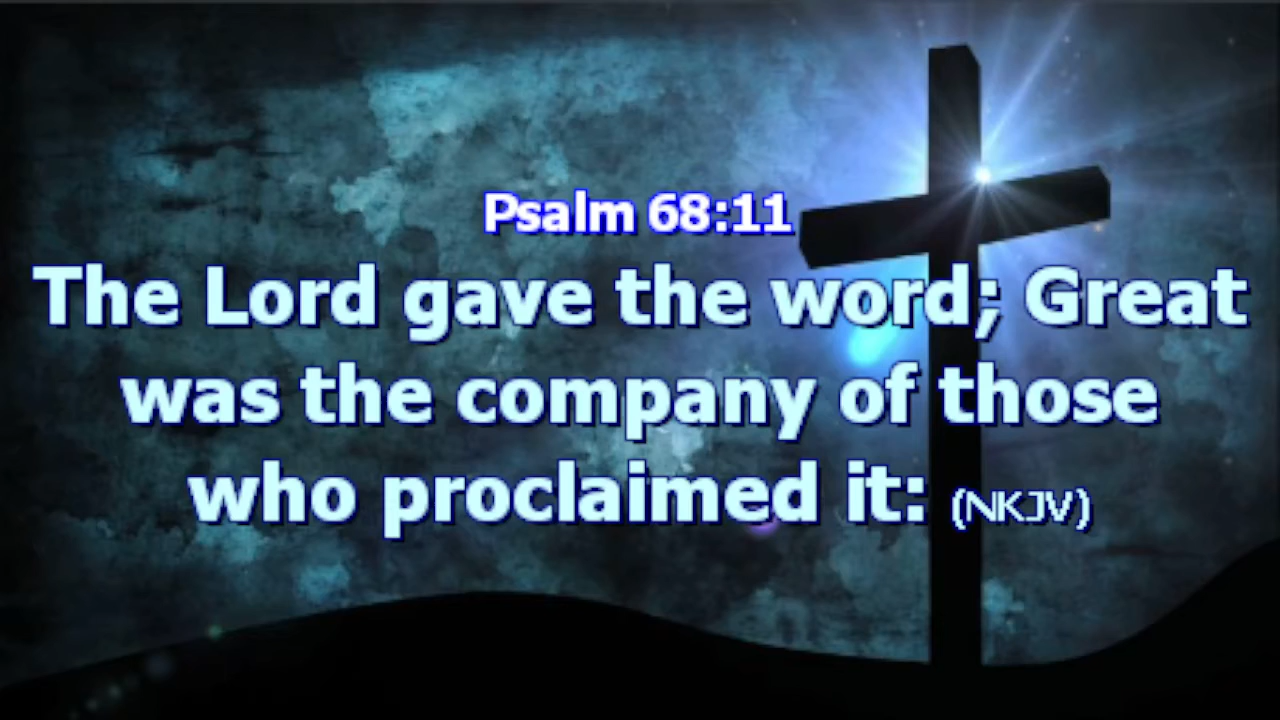 Psalm 68:11
The Lord gave the word; Great
was the company of those
who proclaimed it: (NKJV)